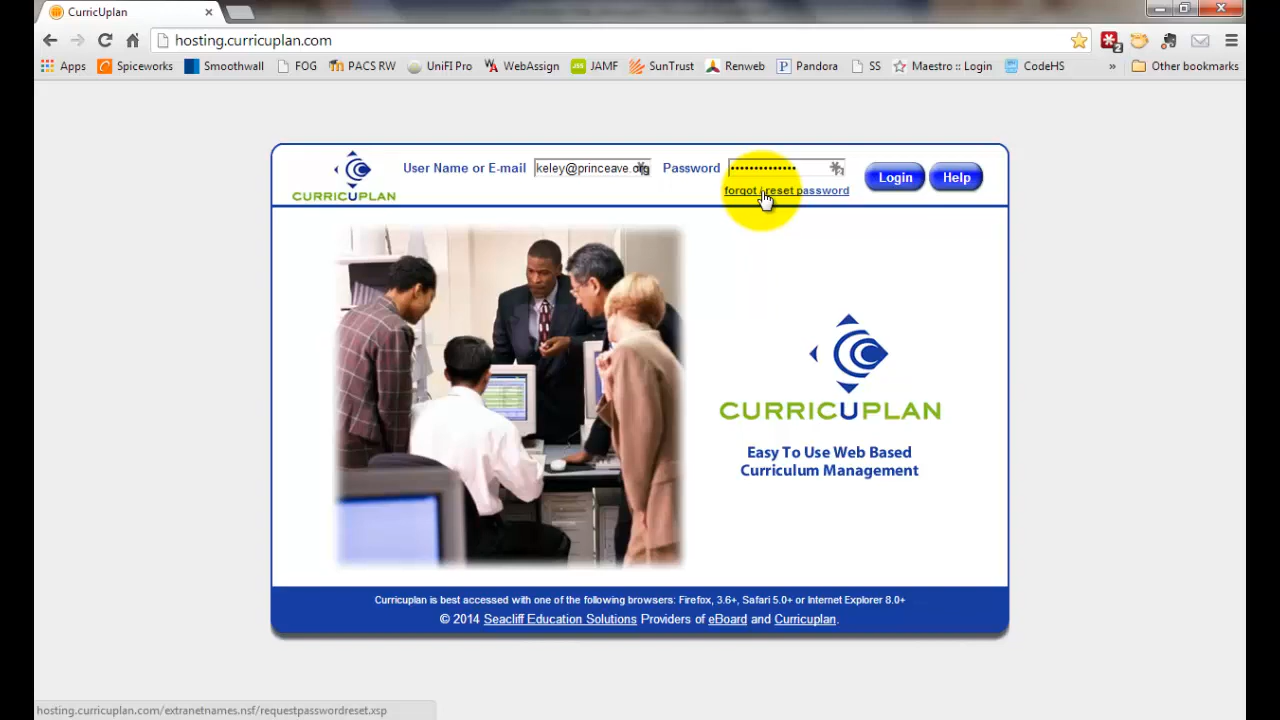 CurricUplan
hosting.curricuplan.com
2
Apps Spiceworks Smoothwall FOG PACS RW UniFI Pro WebAssign JSS JAMF SunTrust Renweb P Pandora SS Maestro :: Login CodeHS » Other bookmarks
CURRICUPLAN
User Name or E-mail keley@princeave.org Password •••••••••••••• Login Help
forgot / reset password
CURRICUPLAN
Easy To Use Web Based
Curriculum Management
Curricuplan is best accessed with one of the following browsers: Firefox, 3.6+, Safari 5.0+ or Internet Explorer 8.0+
© 2014 Seacliff Education Solutions Providers of eBoard and Curricuplan.
hosting.curricuplan.com/extranetnames.nsf/requestpasswordreset.xsp